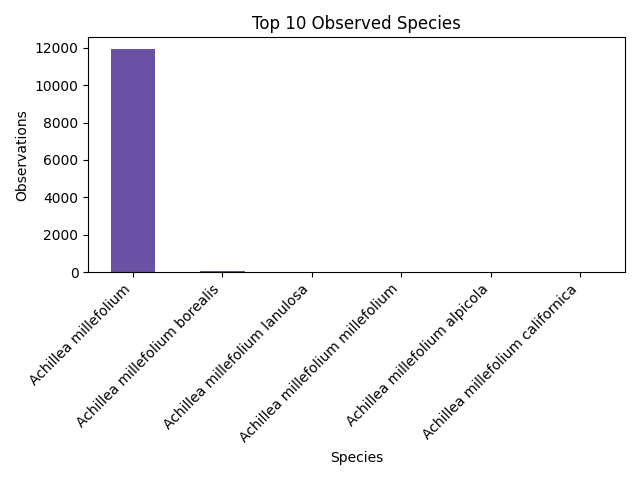 Top 10 Observed Species
Observations
12000
10000
8000
6000
4000
2000
0
Achillea millefolium
Achillea millefolium borealis
Achillea millefolium lanulosa
Achillea millefolium millefolium
Achillea millefolium alpicola
Achillea millefolium californica
Species